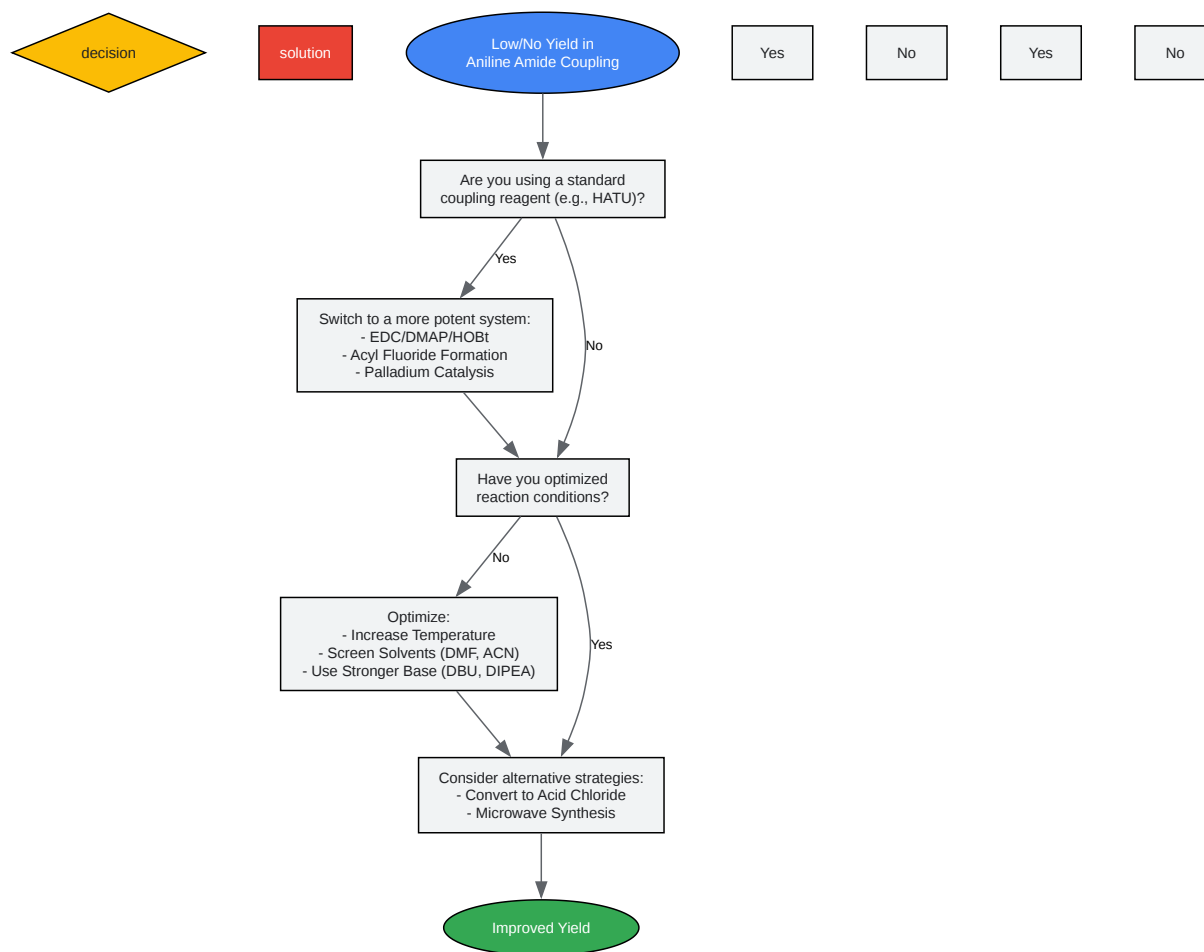 decision
solution
Low/No Yield in
Aniline Amide Coupling
Yes
No
Yes
No
Are you using a standard
coupling reagent (e.g., HATU)?
Yes
Switch to a more potent system:
- EDC/DMAP/HOBt
- Acyl Fluoride Formation
- Palladium Catalysis
No
Have you optimized
reaction conditions?
No
Optimize:
- Increase Temperature
- Screen Solvents (DMF, ACN)
- Use Stronger Base (DBU, DIPEA)
Yes
Consider alternative strategies:
- Convert to Acid Chloride
- Microwave Synthesis
Improved Yield